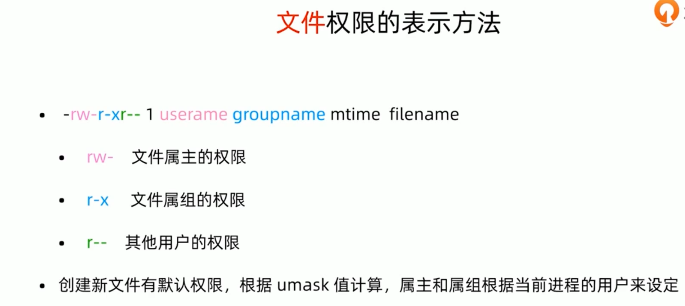 文件权限的表示方法
• -rw-r-xr-- 1 userame groupname mtime filename
• rw- 文件属主的权限
• r-x 文件属组的权限
• r-- 其他用户的权限
• 创建新文件有默认权限，根据 umask 值计算，属主和属组根据当前进程的用户来设定